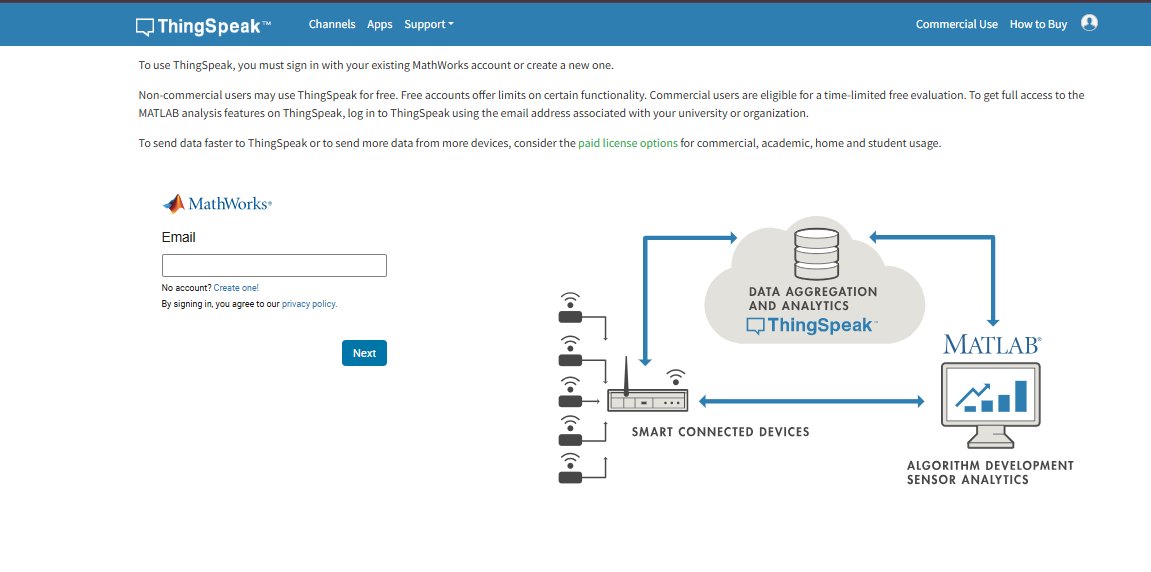 ThingSpeak™ Channels Apps Support Commercial Use How to Buy
To use ThingSpeak, you must sign in with your existing MathWorks account or create a new one.
Non-commercial users may use ThingSpeak for free. Free accounts offer limits on certain functionality. Commercial users are eligible for a time-limited free evaluation. To get full access to the
MATLAB analysis features on ThingSpeak, log in to ThingSpeak using the email address associated with your university or organization.
To send data faster to ThingSpeak or to send more data from more devices, consider the paid license options for commercial, academic, home and student usage.
MathWorks®
Email
No account? Create one!
By signing in, you agree to our privacy policy.
Next
DATA AGGREGATION
AND ANALYTICS
ThingSpeak™
MATLAB®
SMART CONNECTED DEVICES
ALGORITHM DEVELOPMENT
SENSOR ANALYTICS